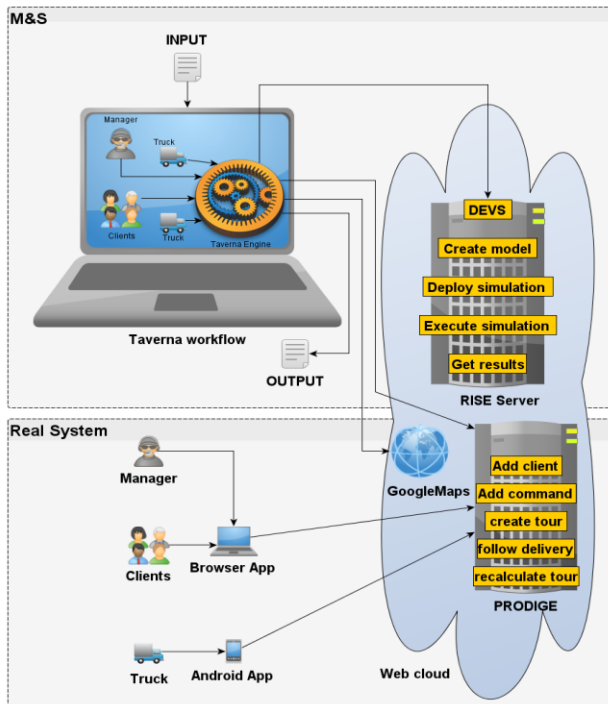 M&S
INPUT
Manager
Truck
DEVS
Create model
Clients
Truck
Taverna Engine
Deploy simulation
Execute simulation
Taverna workflow
Get results
OUTPUT
RISE Server
Real System
Manager
GoogleMaps
Add client
Add command
create tour
follow delivery
Clients
Browser App
recalculate tour
PRODIGE
Truck
Android App
Web cloud